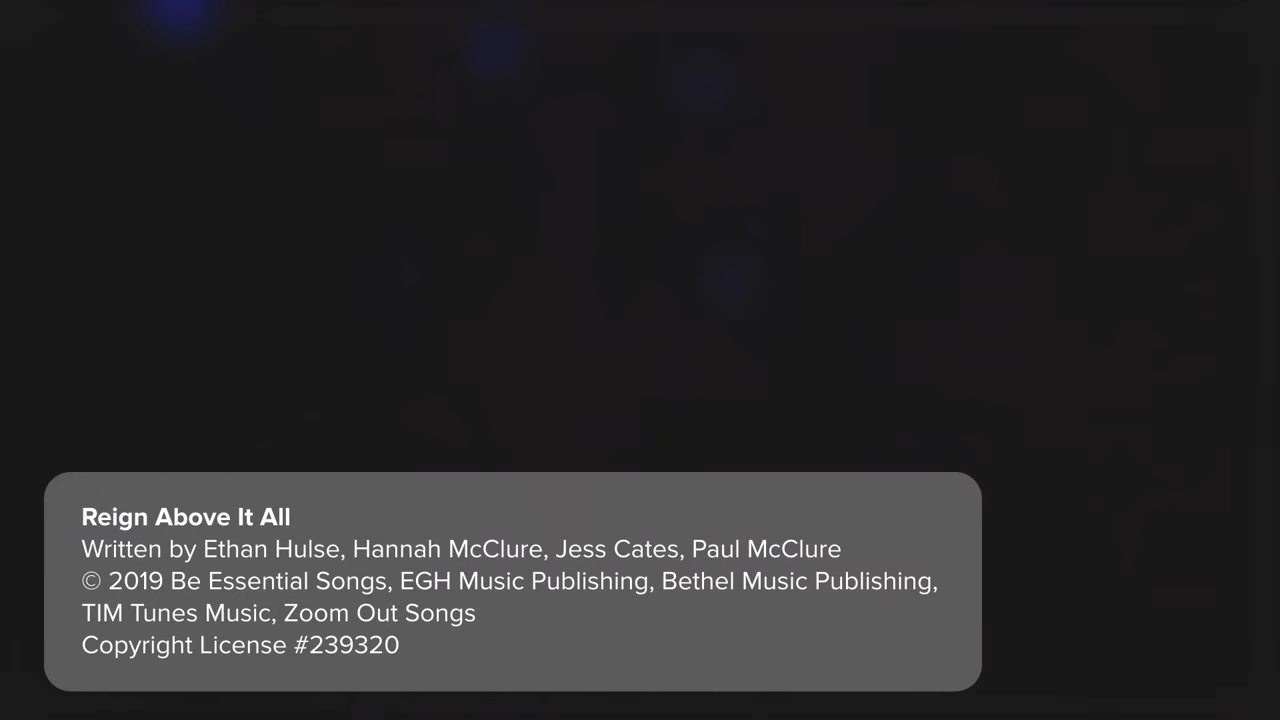 Reign Above It All
Written by Ethan Hulse, Hannah McClure, Jess Cates, Paul McClure
© 2019 Be Essential Songs, EGH Music Publishing, Bethel Music Publishing,
TIM Tunes Music, Zoom Out Songs
Copyright License #239320